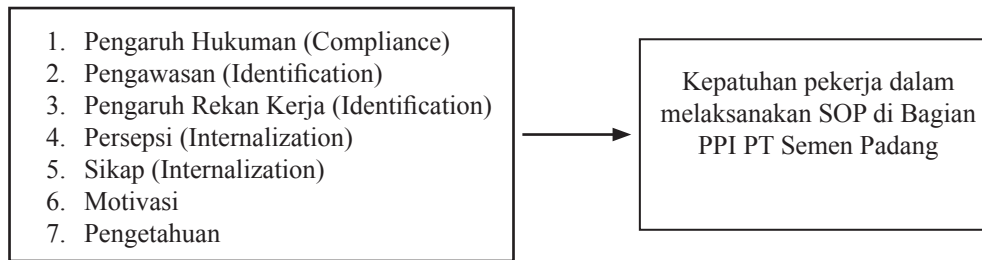 1. Pengaruh Hukuman (Compliance)
2. Pengawasan (Identification)
3. Pengaruh Rekan Kerja (Identification)
4. Persepsi (Internalization)
5. Sikap (Internalization)
6. Motivasi
7. Pengetahuan
Kepatuhan pekerja dalam
melaksanakan SOP di Bagian
PPI PT Semen Padang